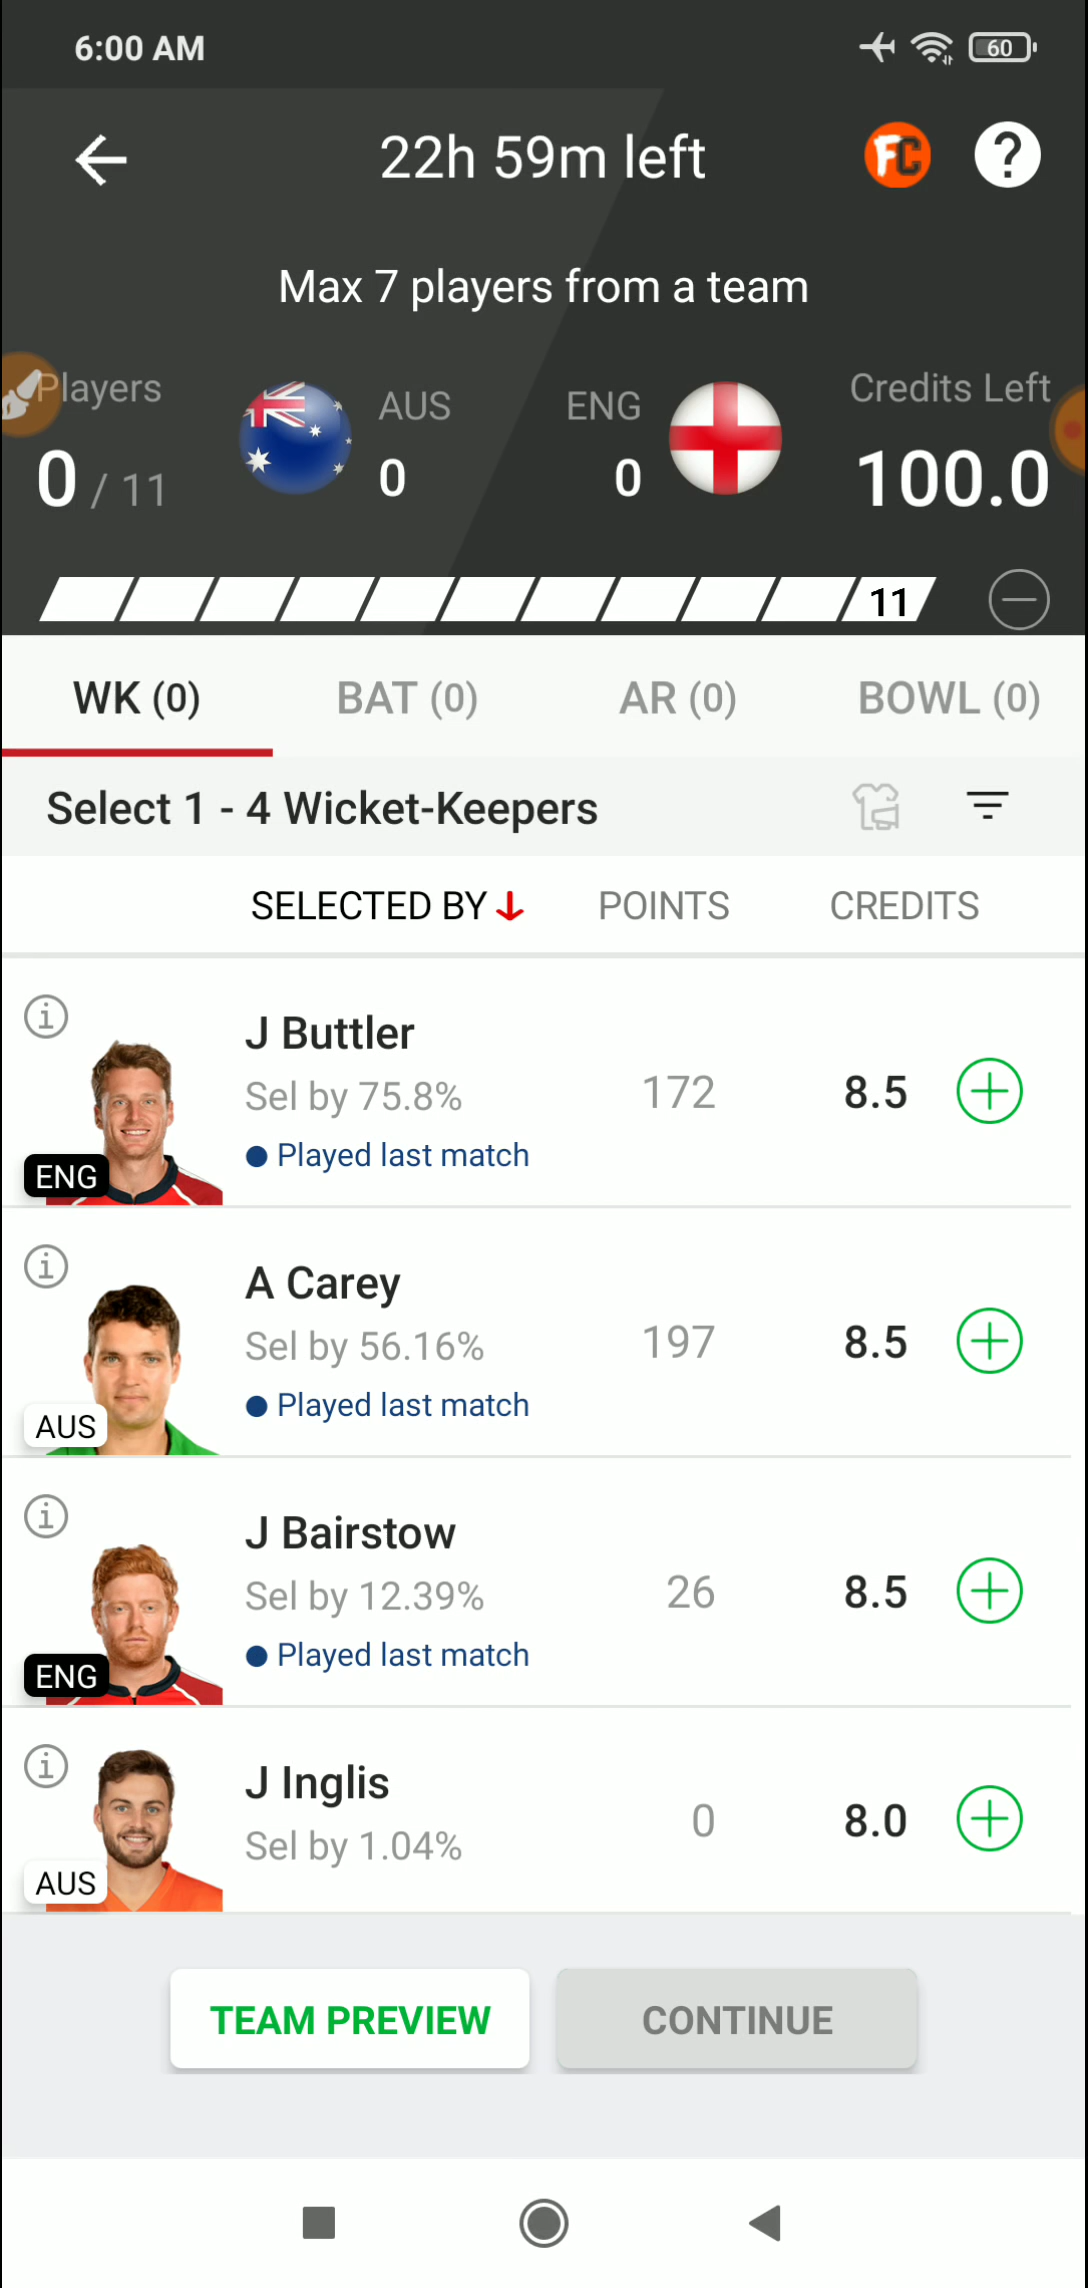 6:00 AM
60
22h 59m left
FC
?
Max 7 players from a team
Players
AUS
ENG
Credits Left
0 / 11
0
0
100.0
11
WK (0)
BAT (0)
AR (0)
BOWL (0)
Select 1 - 4 Wicket-Keepers
SELECTED BY
POINTS
CREDITS
J Buttler
Sel by 75.8%
172
8.5
Played last match
ENG
A Carey
Sel by 56.16%
197
8.5
Played last match
AUS
J Bairstow
Sel by 12.39%
26
8.5
Played last match
ENG
J Inglis
Sel by 1.04%
0
8.0
AUS
TEAM PREVIEW
CONTINUE